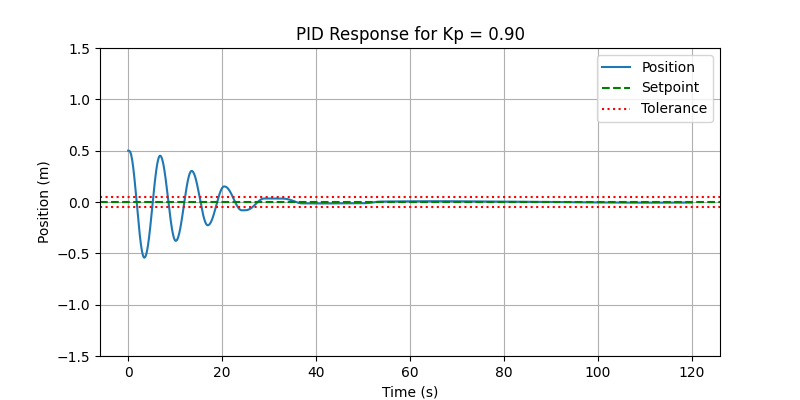 PID Response for Kp = 0.90
1.5
1.0
0.5
0.0
−0.5
−1.0
−1.5
Position (m)
Position
Setpoint
Tolerance
0 20 40 60 80 100 120
Time (s)